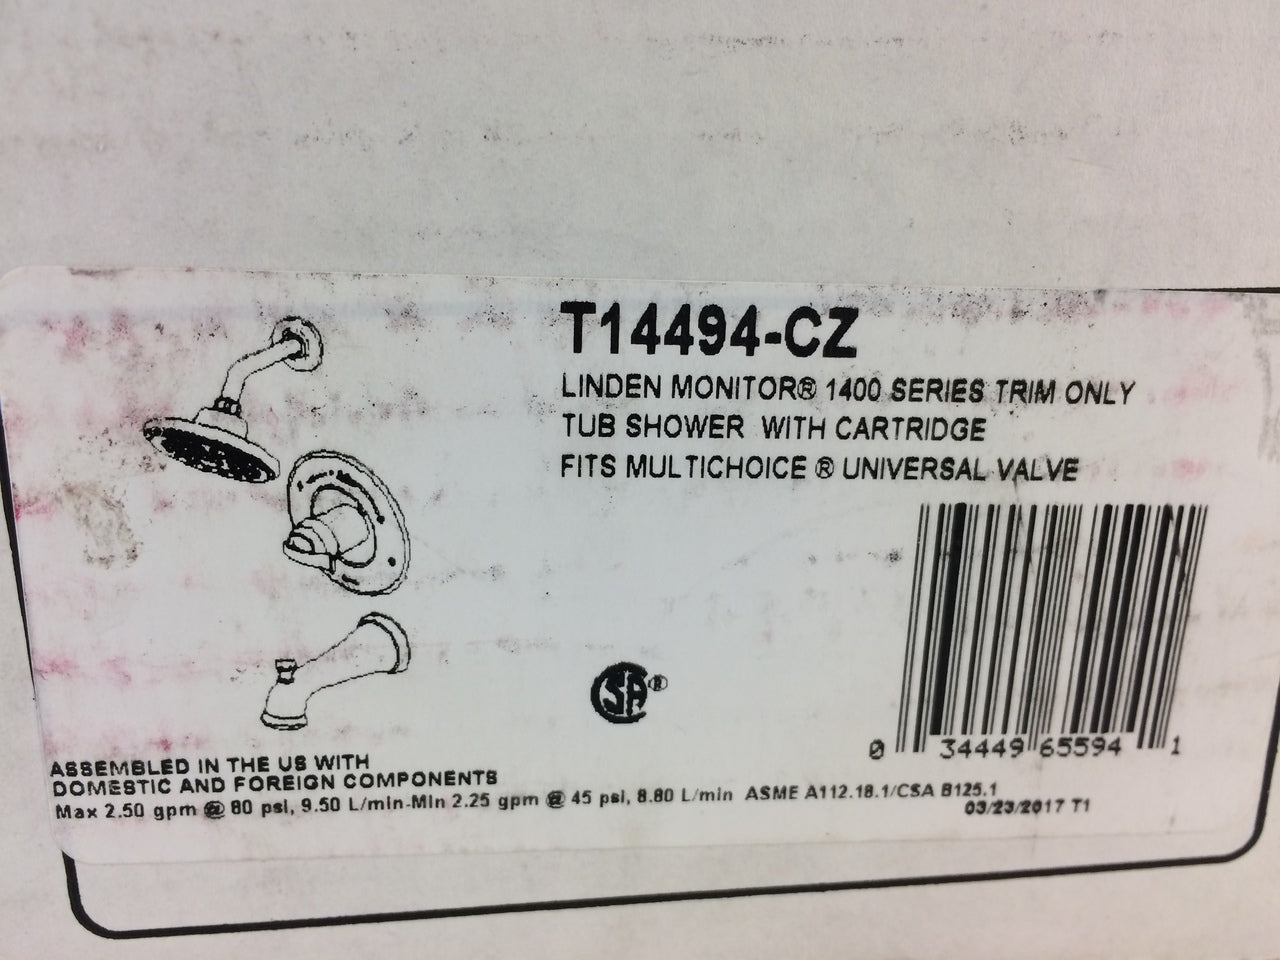 T14494-CZ
LINDEN MONITOR® 1400 SERIES TRIM ONLY
TUB SHOWER WITH CARTRIDGE
FITS MULTICHOICE ® UNIVERSAL VALVE
CSA®
0 34449 65594 1
ASSEMBLED IN THE US WITH
DOMESTIC AND FOREIGN COMPONENTS
Max 2.50 gpm @ 80 psi, 9.50 L/min-Min 2.25 gpm @ 45 psi, 8.80 L/min ASME A112.18.1/CSA B125.1
03/23/2017 T1